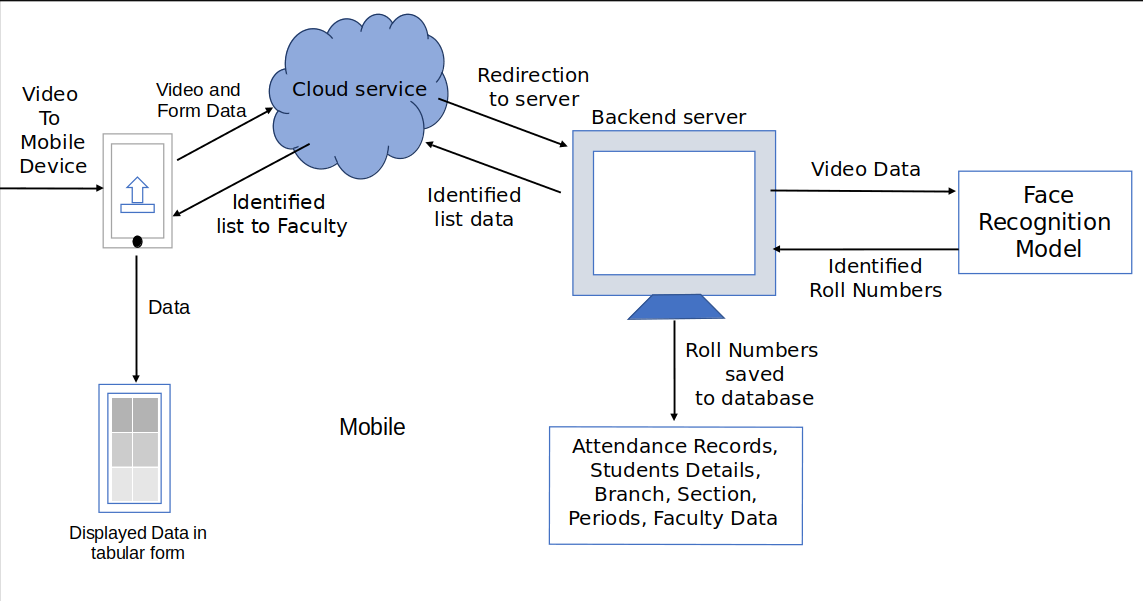 Video
To
Mobile
Device
Video and
Form Data
Cloud service
Redirection
to server
Backend server
Identified
list to Faculty
Identified
list data
Video Data
Face
Recognition
Model
Identified
Roll Numbers
Data
Roll Numbers
saved
to database
Mobile
Attendance Records,
Students Details,
Branch, Section,
Periods, Faculty Data
Displayed Data in
tabular form